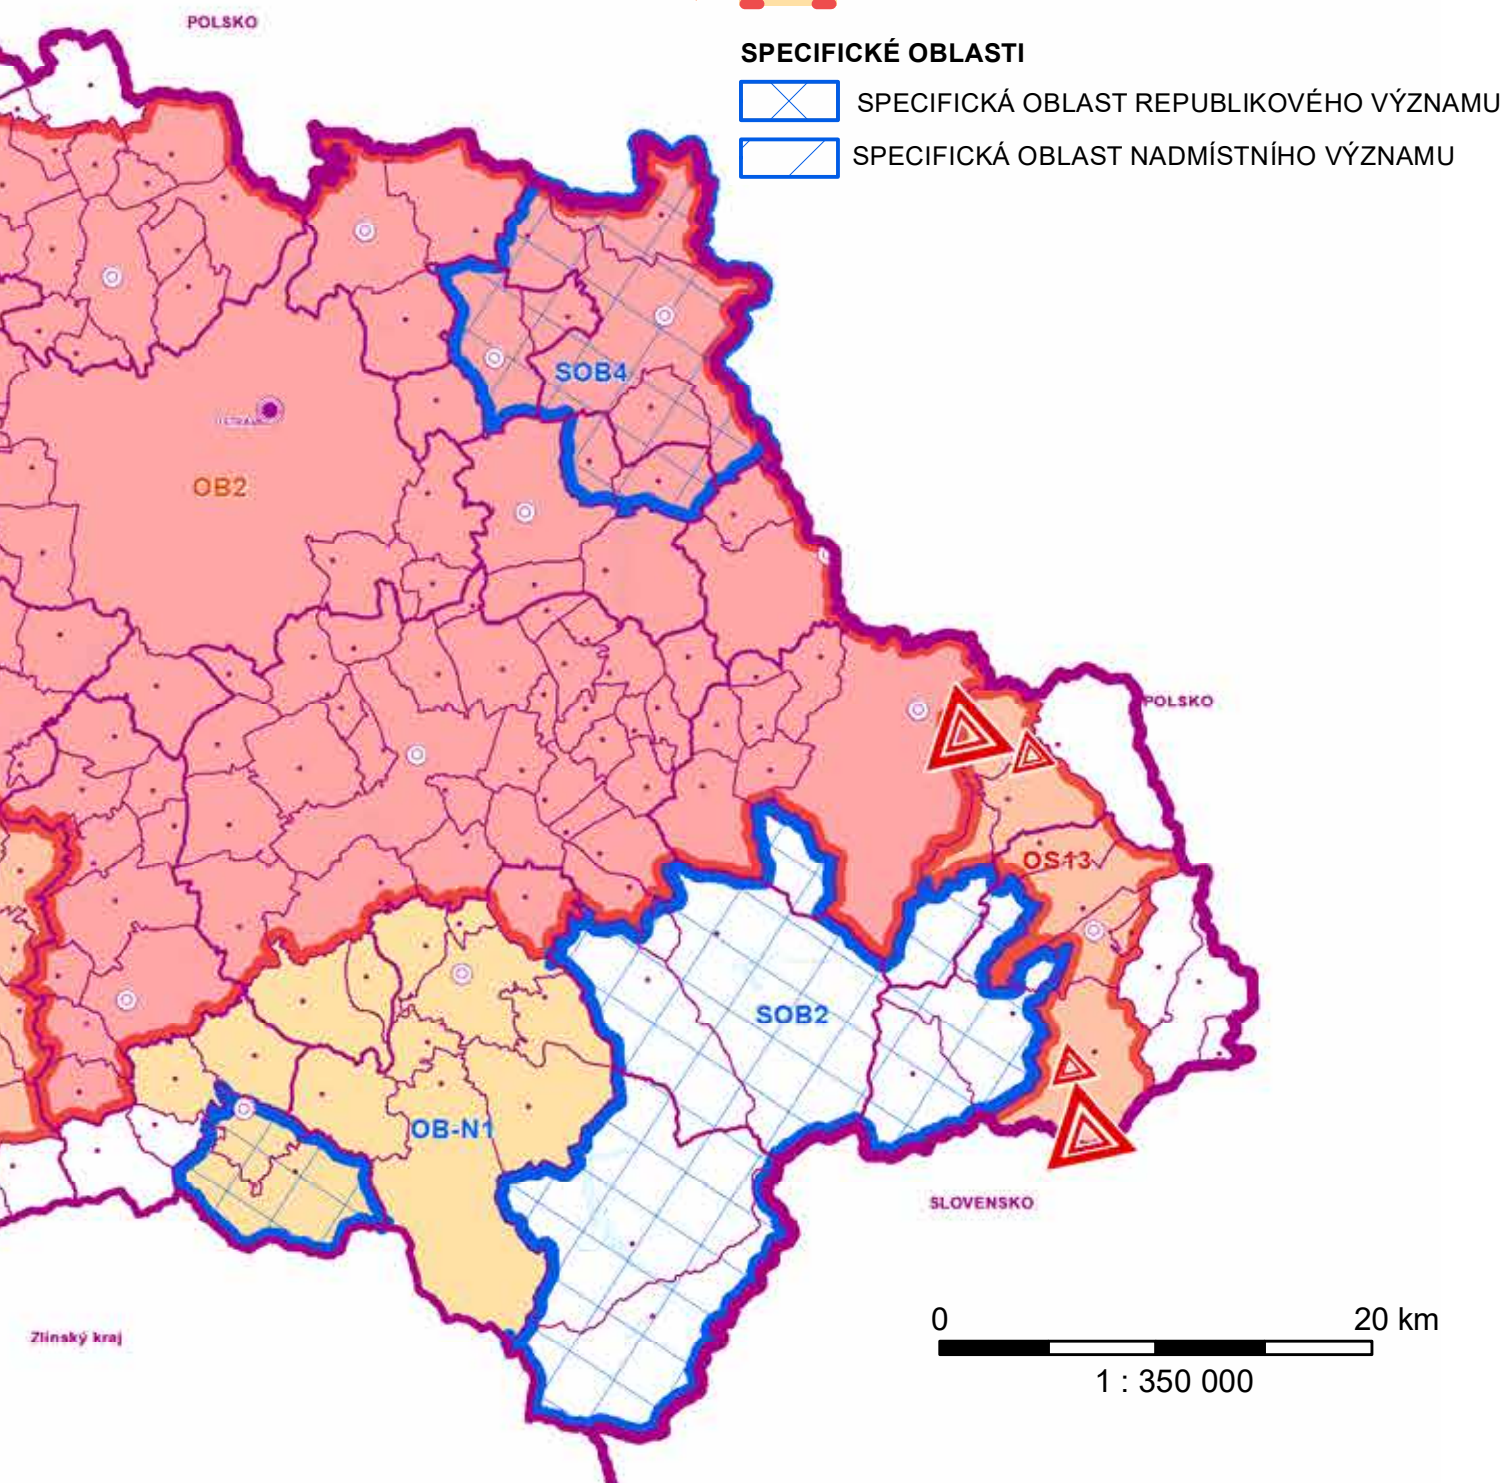 POLSKO
SPECIFICKÉ OBLASTI
SPECIFICKÁ OBLAST REPUBLIKOVÉHO VÝZNAMU
SPECIFICKÁ OBLAST NADMÍSTNÍHO VÝZNAMU
SOB4
OB2
POLSKO
OS13
SOB2
OB-N1
SLOVENSKO
0 20 km
1 : 350 000
Zlínský kraj